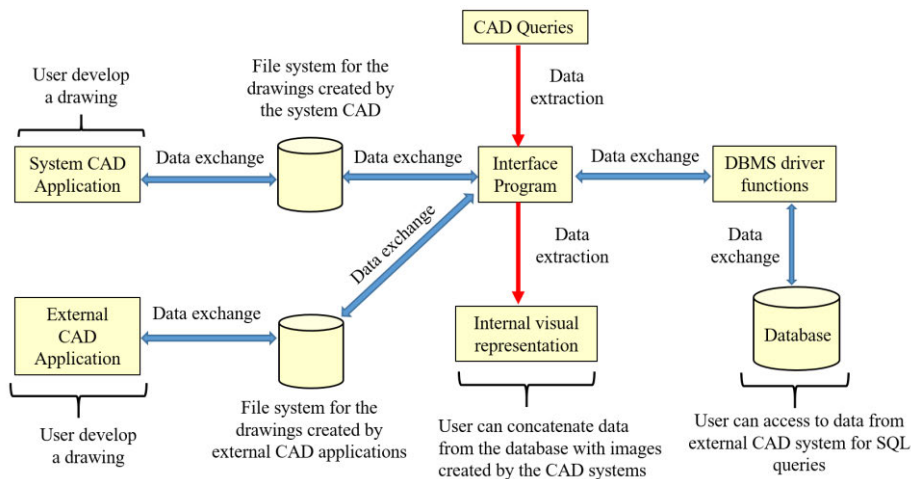 CAD Queries
User develop
a drawing
File system for the
drawings created by
the system CAD
Data
extraction
System CAD
Application
Data exchange
Data exchange
Interface
Program
Data exchange
DBMS driver
functions
Data exchange
Data
extraction
Data
exchange
External
CAD
Application
Data exchange
Internal visual
representation
Database
User develop
a drawing
File system for the
drawings created by
external CAD applications
User can concatenate data
from the database with images
created by the CAD systems
User can access to data from
external CAD system for SQL
queries